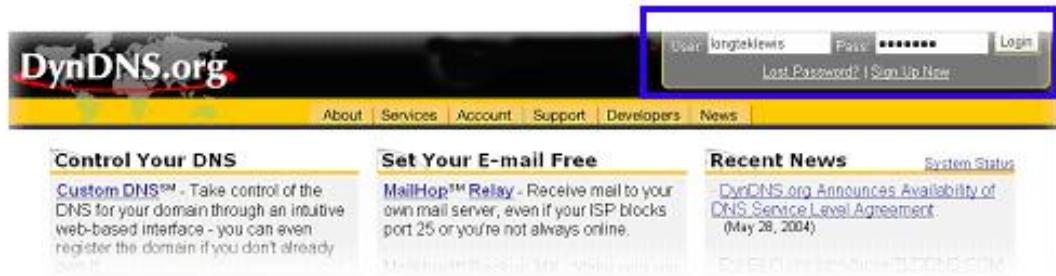 User: longteklewis Pass: ●●●●●●● Login
Lost Password? | Sign Up Now
DynDNS.org
About Services Account Support Developers News
Control Your DNS
Custom DNS℠ - Take control of the
DNS for your domain through an intuitive
web-based interface - you can even
register the domain if you don't already
Set Your E-mail Free
MailHop℠ Relay - Receive mail to your
own mail server, even if your ISP blocks
port 25 or you're not always online.
Recent News System Status
DynDNS.org Announces Availability of
DNS Service Level Agreement
(May 28, 2004)